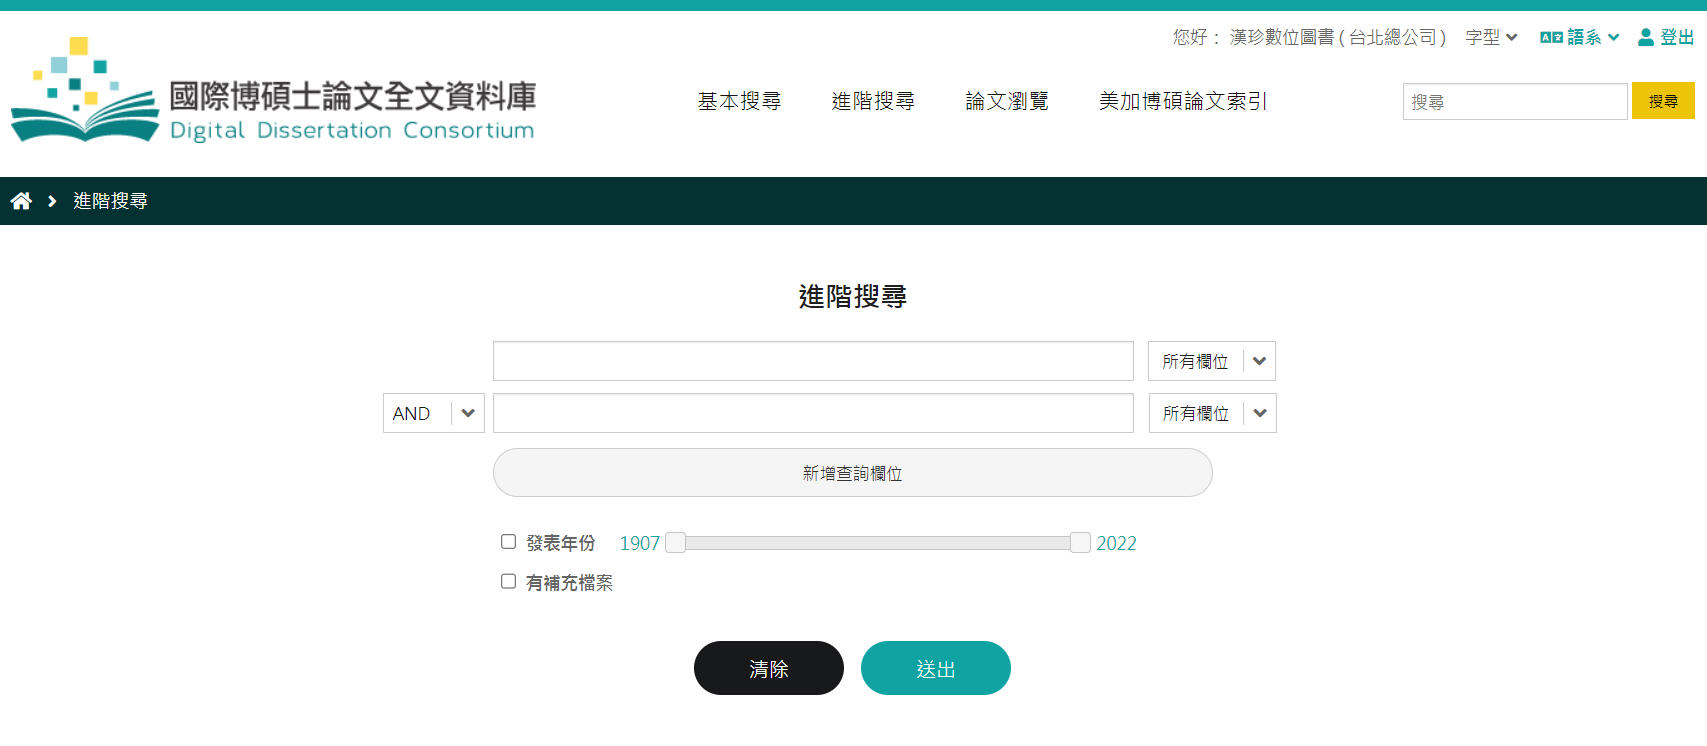 您好： 漢珍數位圖書 ( 台北總公司 ) 字型 語系 登出
國際博碩士論文全文資料庫
Digital Dissertation Consortium
基本搜尋 進階搜尋 論文瀏覽 美加博碩論文索引 搜尋 搜尋
進階搜尋
進階搜尋
所有欄位
AND 所有欄位
新增查詢欄位
發表年份 1907 2022
有補充檔案
清除 送出